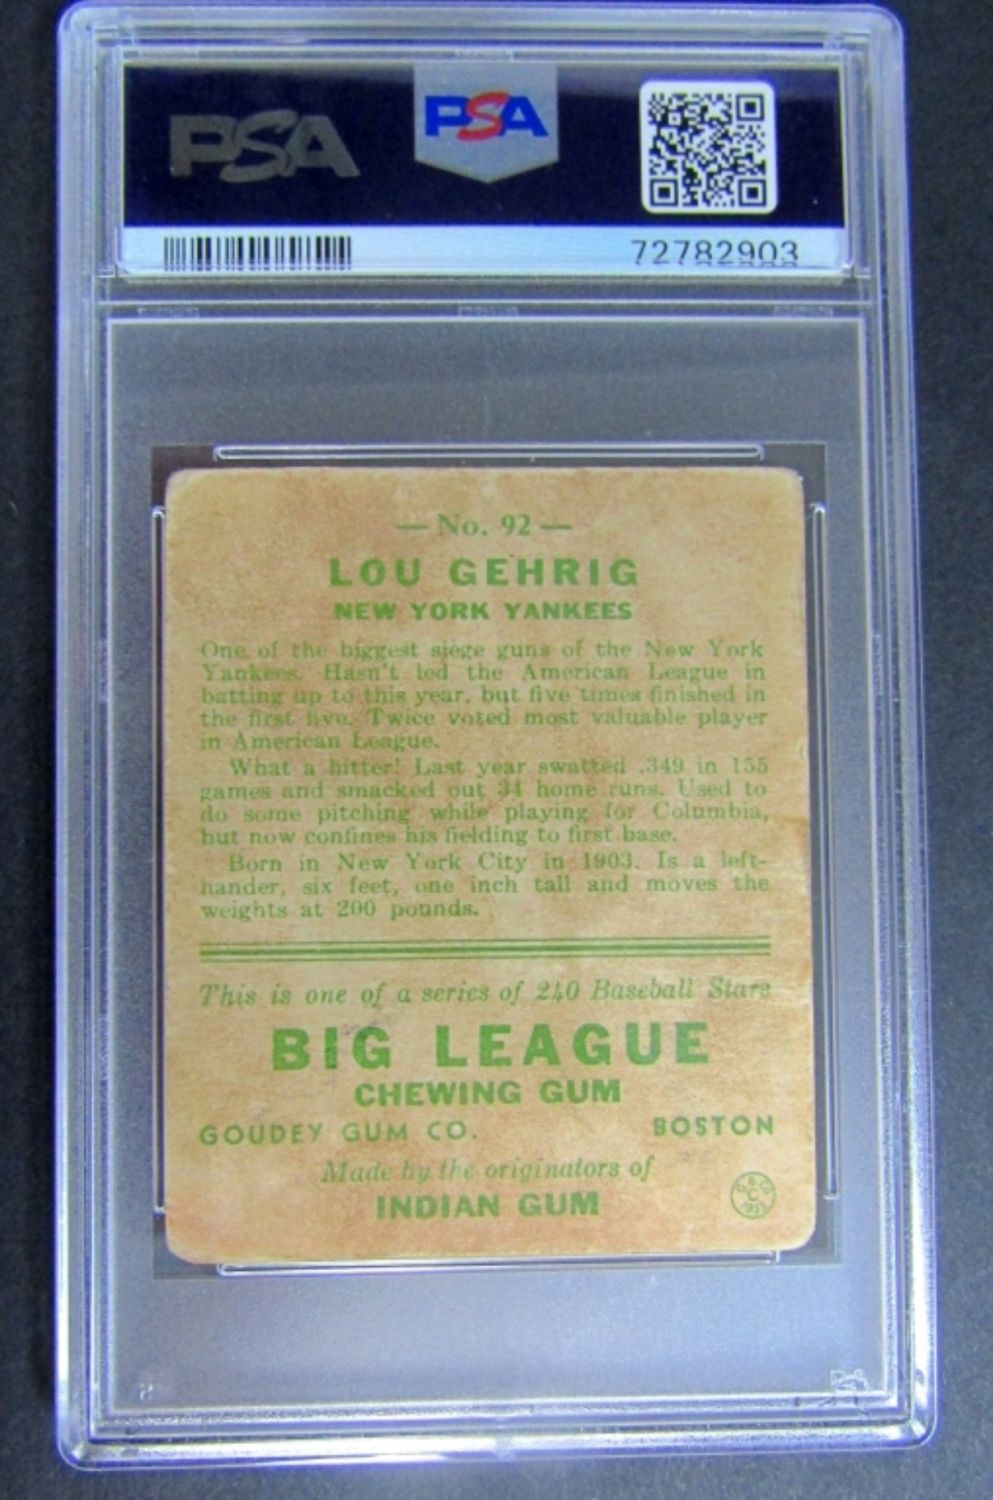 PSA
PSA
72782903
— No. 92 —
LOU GEHRIG
NEW YORK YANKEES
One of the biggest siege guns of the New York
Yankees. Hasn't led the American League in
batting up to this year, but five times finished in
the first five. Twice voted most valuable player
in American League.
What a hitter! Last year swatted .349 in 155
games and smacked out 34 home runs. Used to
do some pitching while playing for Columbia,
but now confines his fielding to first base.
Born in New York City in 1903. Is a left-
hander, six feet, one inch tall and moves the
weights at 200 pounds.
This is one of a series of 240 Baseball Stars
BIG LEAGUE
CHEWING GUM
GOUDEY GUM CO. BOSTON
Made by the originators of
INDIAN GUM
C
1933